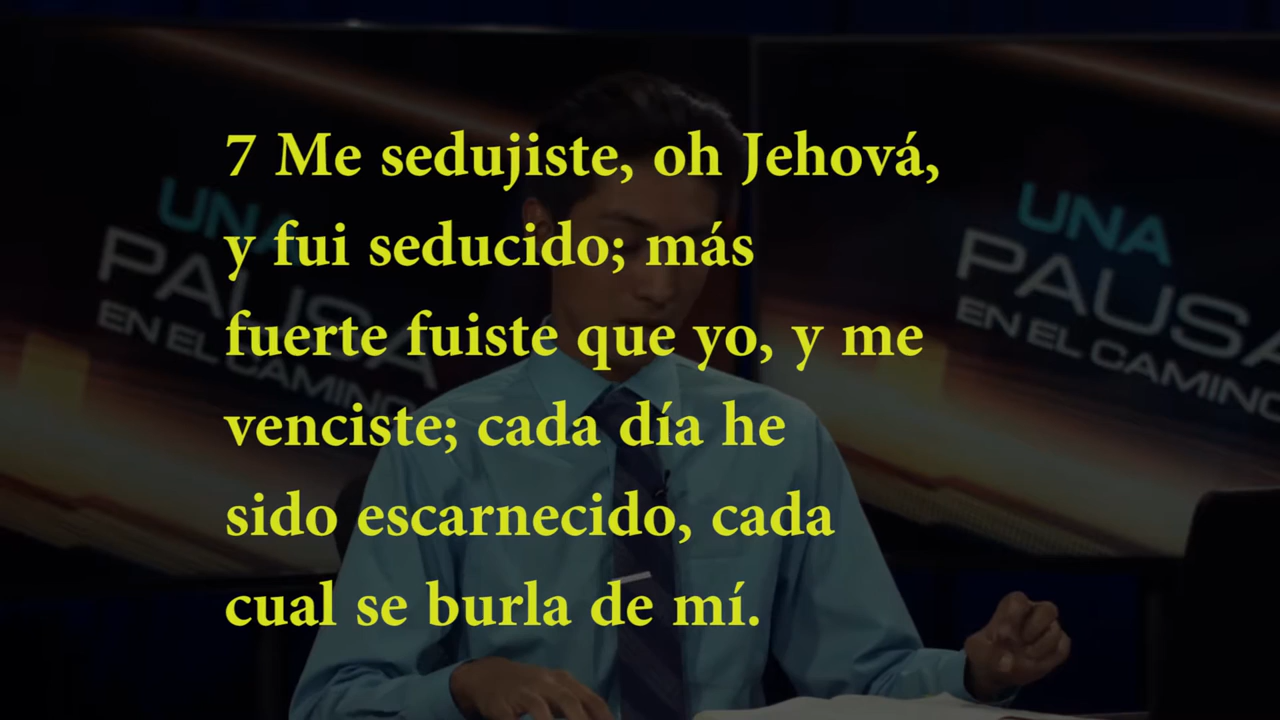 7 Me sedujiste, oh Jehová,
y fui seducido; más
fuerte fuiste que yo, y me
venciste; cada día he
sido escarnecido, cada
cual se burla de mí.
UNA
PAUSA
EN EL CAMINO
UNA
PAUSA
EN EL CAMINO